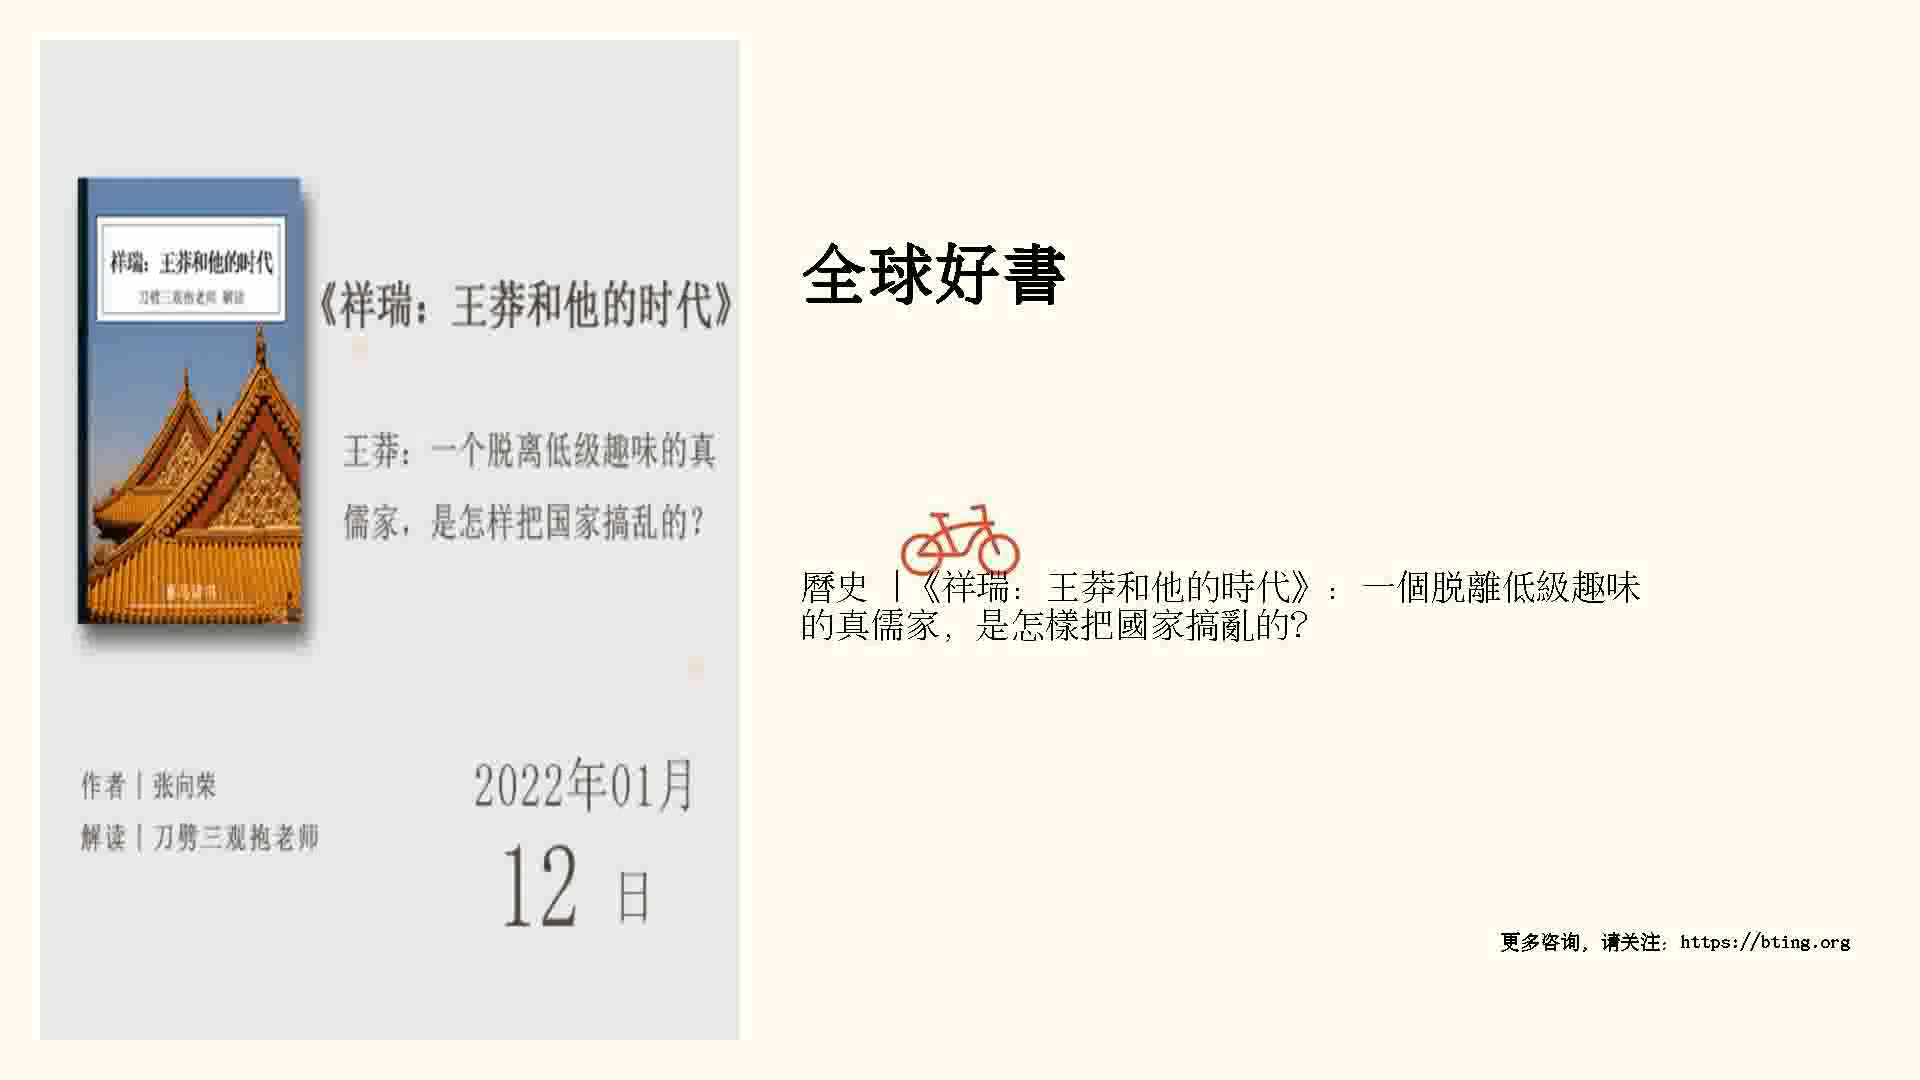 祥瑞：王莽和他的时代
刀劈三观抱老师 解读
《祥瑞：王莽和他的时代》
王莽：一个脱离低级趣味的真
儒家，是怎样把国家搞乱的？
作者｜张向荣
解读｜刀劈三观抱老师
2022年01月
12 日
全球好書
曆史 ｜《祥瑞：王莽和他的時代》：一個脱離低級趣味
的真儒家，是怎樣把國家搞亂的？
更多咨询，请关注：https://bting.org